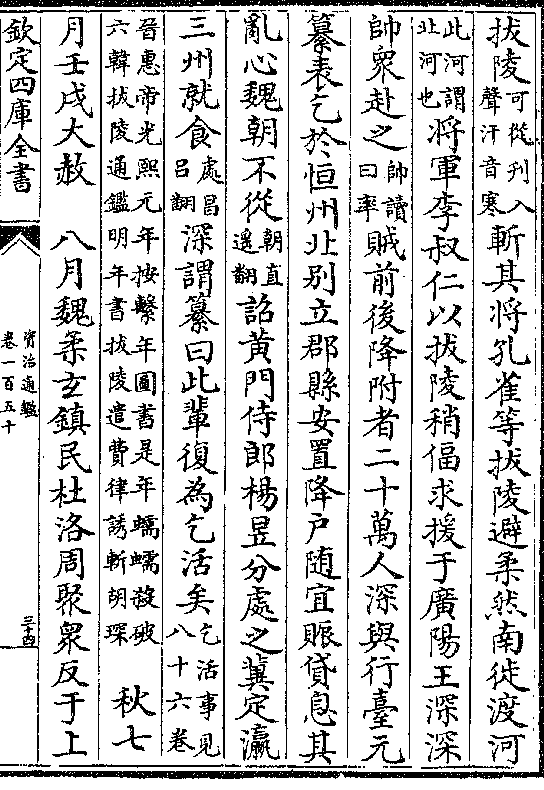 拔陵可從刋入聲汗音寒斬其將孔雀等拔陵避柔然南徙渡河
此河謂北河也將軍李叔仁以拔陵稍偪求援于廣陽王深深
帥衆赴之帥讀曰率賊前後降附者二十萬人深與行臺元
纂表乞於恒州北别立郡縣安置降戶随宜賑貸息其
亂心魏朝不從朝直遥翻詔黄門侍郎楊昱分處之冀定瀛
三州就食處昌吕翻深謂纂曰此輩復為乞活矣乞活事見八十六卷
晉惠帝光熙元年按繫年圖書是年蠕蠕殺破六韓拔陵通鑑明年書拔陵遣費律誘斬胡琛 秋七
月壬戌大赦 八月魏柔玄鎮民杜洛周聚衆反于上
欽定四庫全書
資治通鑑
卷一百五十
三十四